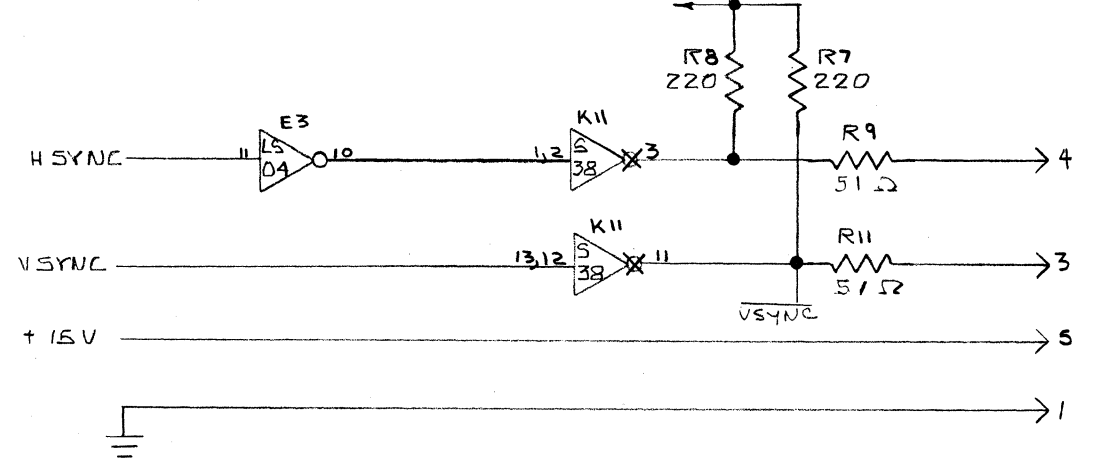 R8
220
R7
220
H SYNC
11
E3
LS
04
10
1,2
K11
S
38
3
R9
51 Ω
4
V SYNC
13,12
K11
S
38
11
R11
51 Ω
3
VSYNC
+ 15V
5
1